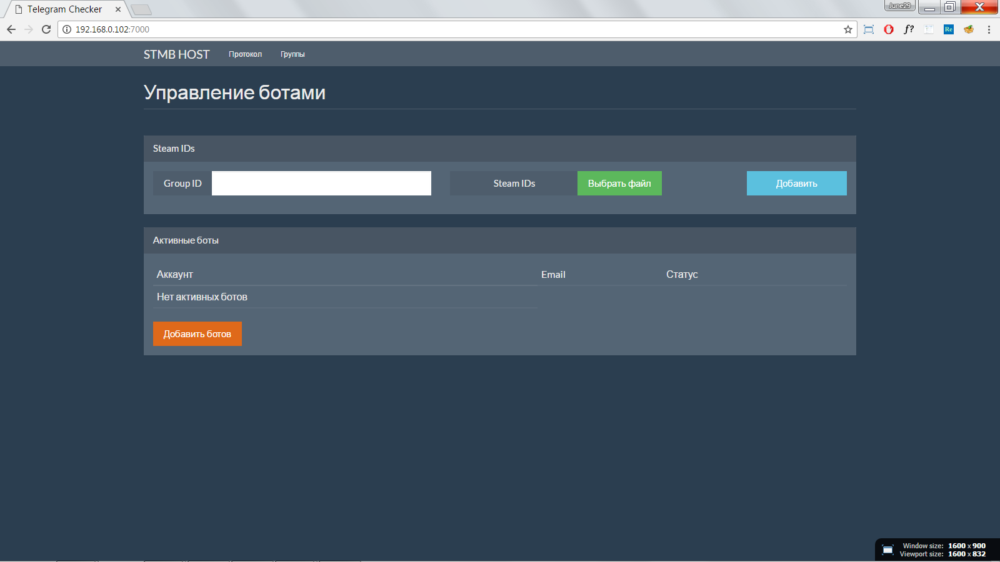 Telegram Checker
June29
192.168.0.102:7000
f?
Re
STMB HOST Протокол Группы
Управление ботами
Steam IDs
Group ID Steam IDs Выбрать файл Добавить
Активные боты
Аккаунт Email Статус
Нет активных ботов
Добавить ботов
Window size: 1600 x 900
Viewport size: 1600 x 832